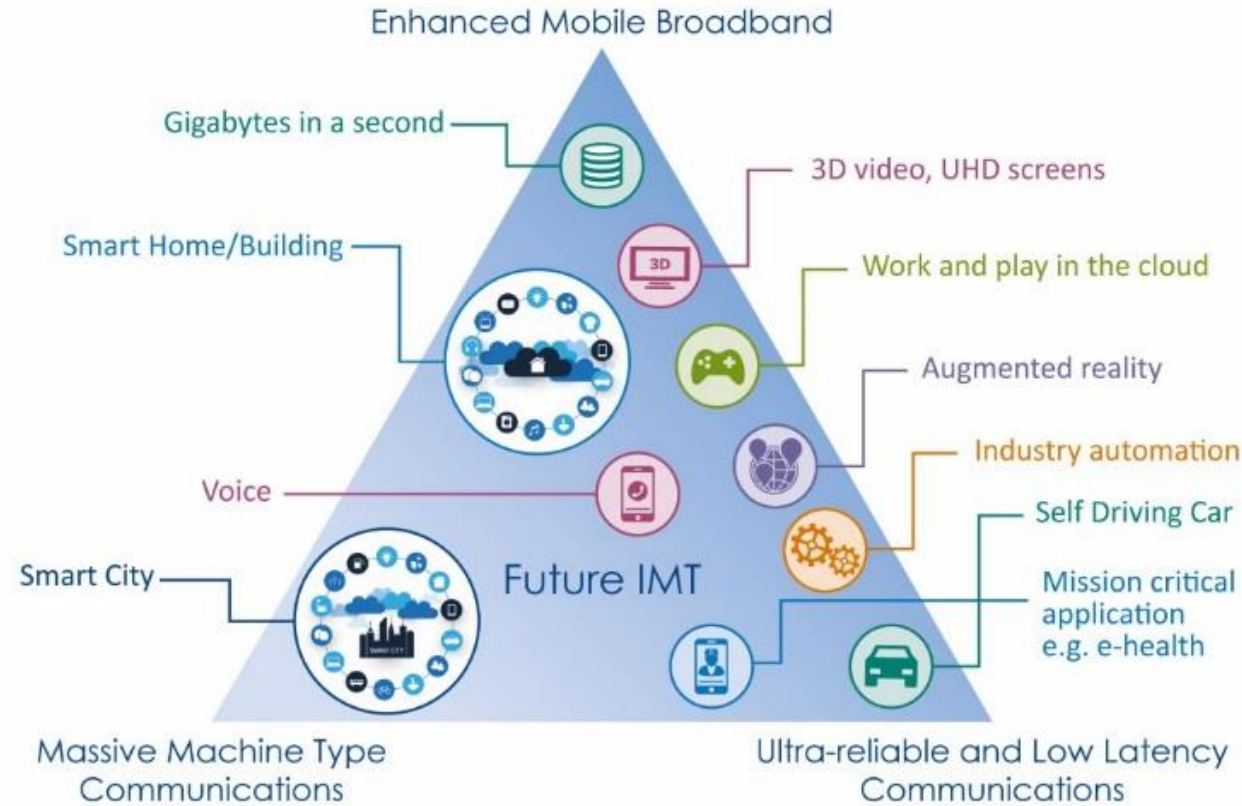 Enhanced Mobile Broadband
Gigabytes in a second
3D video, UHD screens
3D
Smart Home/Building
Work and play in the cloud
Augmented reality
Industry automation
Voice
Self Driving Car
Smart City
Future IMT
Mission critical
application
e.g. e-health
SMART CITY
Massive Machine Type
Communications
Ultra-reliable and Low Latency
Communications